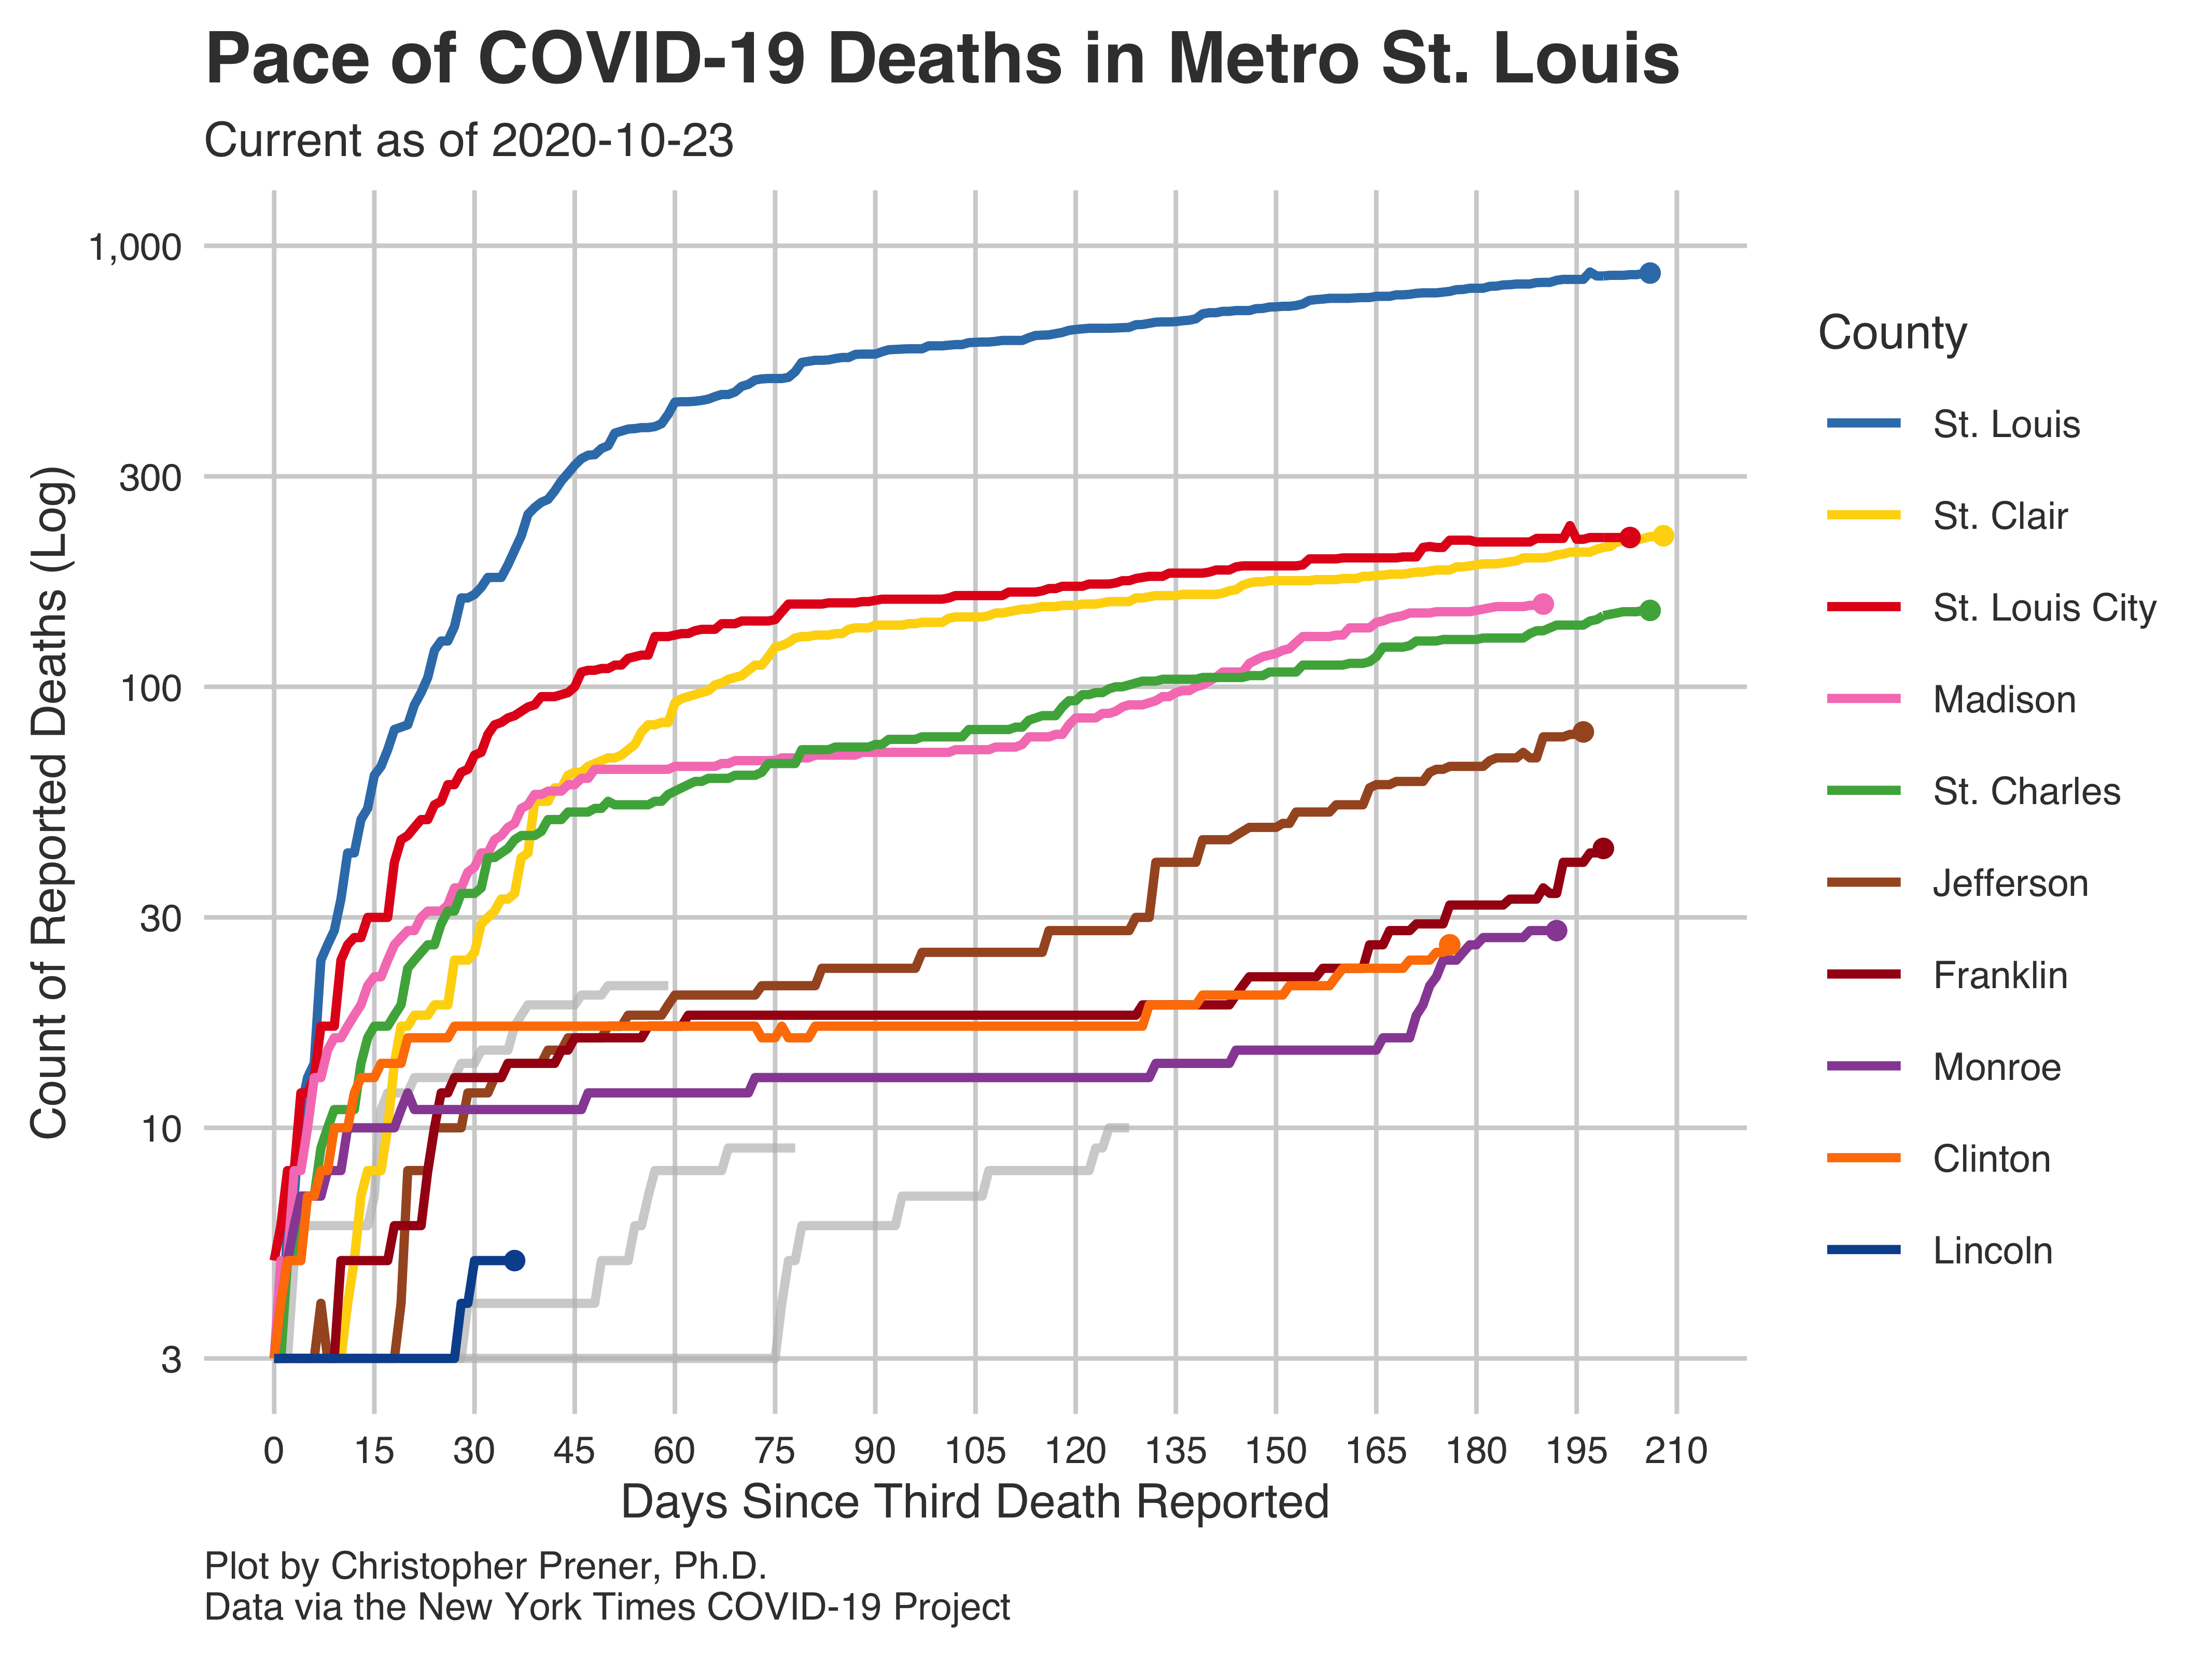 Pace of COVID-19 Deaths in Metro St. Louis
Current as of 2020-10-23
Count of Reported Deaths (Log)
1,000
300
100
30
10
3
0 15 30 45 60 75 90 105 120 135 150 165 180 195 210
Days Since Third Death Reported
County
St. Louis
St. Clair
St. Louis City
Madison
St. Charles
Jefferson
Franklin
Monroe
Clinton
Lincoln
Plot by Christopher Prener, Ph.D.
Data via the New York Times COVID-19 Project